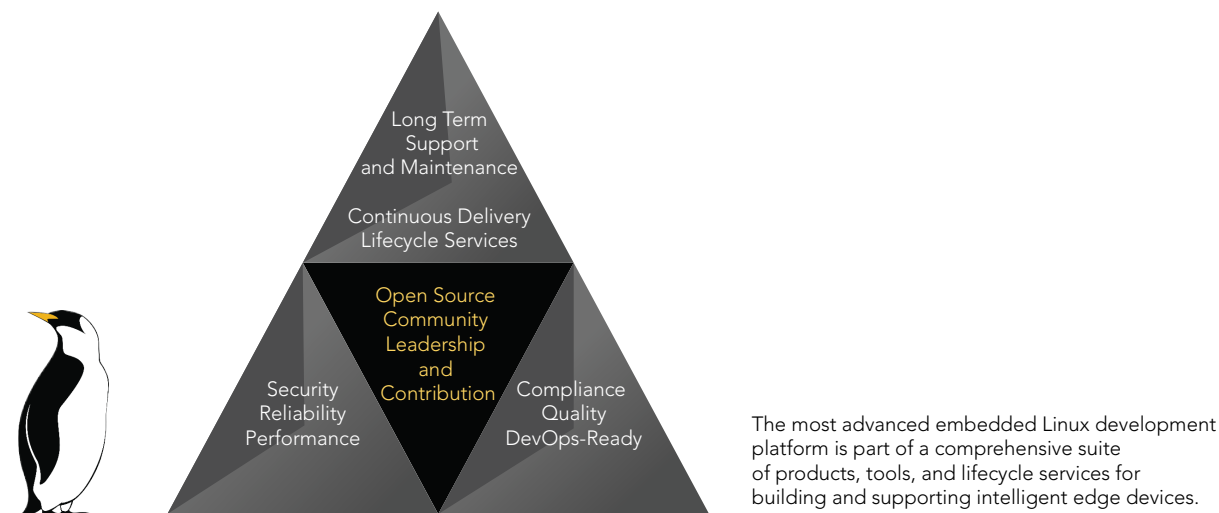 Long Term
Support
and Maintenance
Continuous Delivery
Lifecycle Services
Open Source
Community
Leadership
and
Contribution
Security
Reliability
Performance
Compliance
Quality
DevOps-Ready
The most advanced embedded Linux development
platform is part of a comprehensive suite
of products, tools, and lifecycle services for
building and supporting intelligent edge devices.